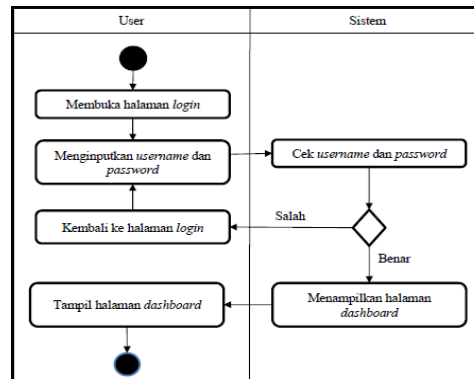 User
Sistem
Membuka halaman login
Menginputkan username dan
password
Cek username dan password
Kembali ke halaman login
Salah
Benar
Tampil halaman dashboard
Menampilkan halaman
dashboard